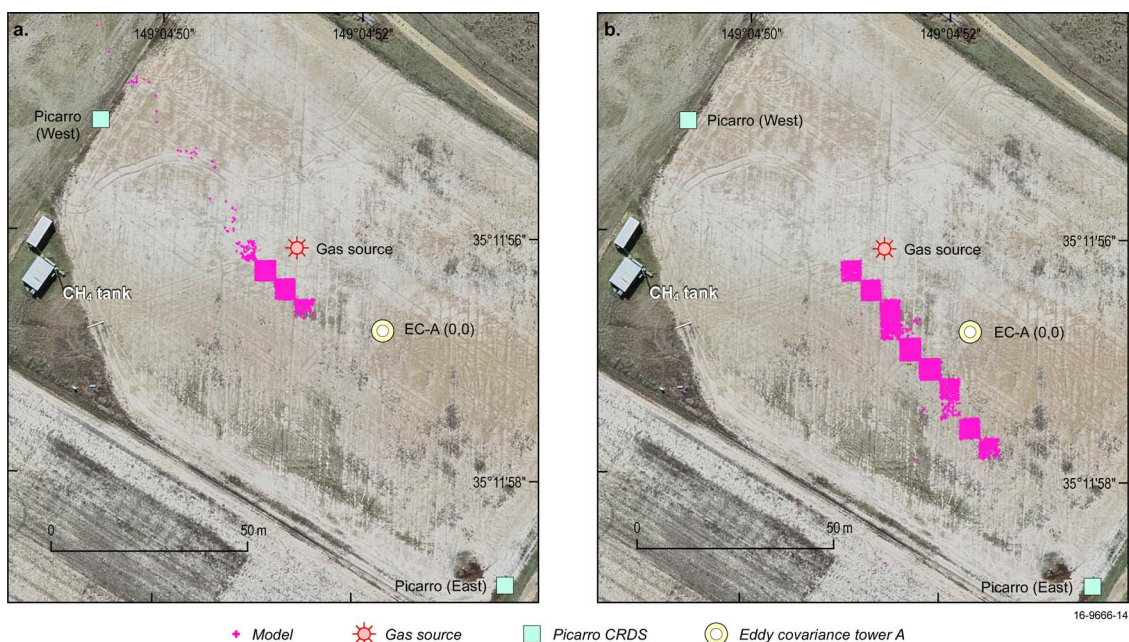 a.
149°04'50"
149°04'52"
Picarro
(West)
Gas source
35°11'56"
CH₄ tank
EC-A (0,0)
35°11'58"
0
50 m
Picarro (East)
b.
149°04'50"
149°04'52"
Picarro (West)
Gas source
35°11'56"
CH₄ tank
EC-A (0,0)
35°11'58"
0
50 m
Picarro (East)
16-9666-14
Model
Gas source
Picarro CRDS
Eddy covariance tower A